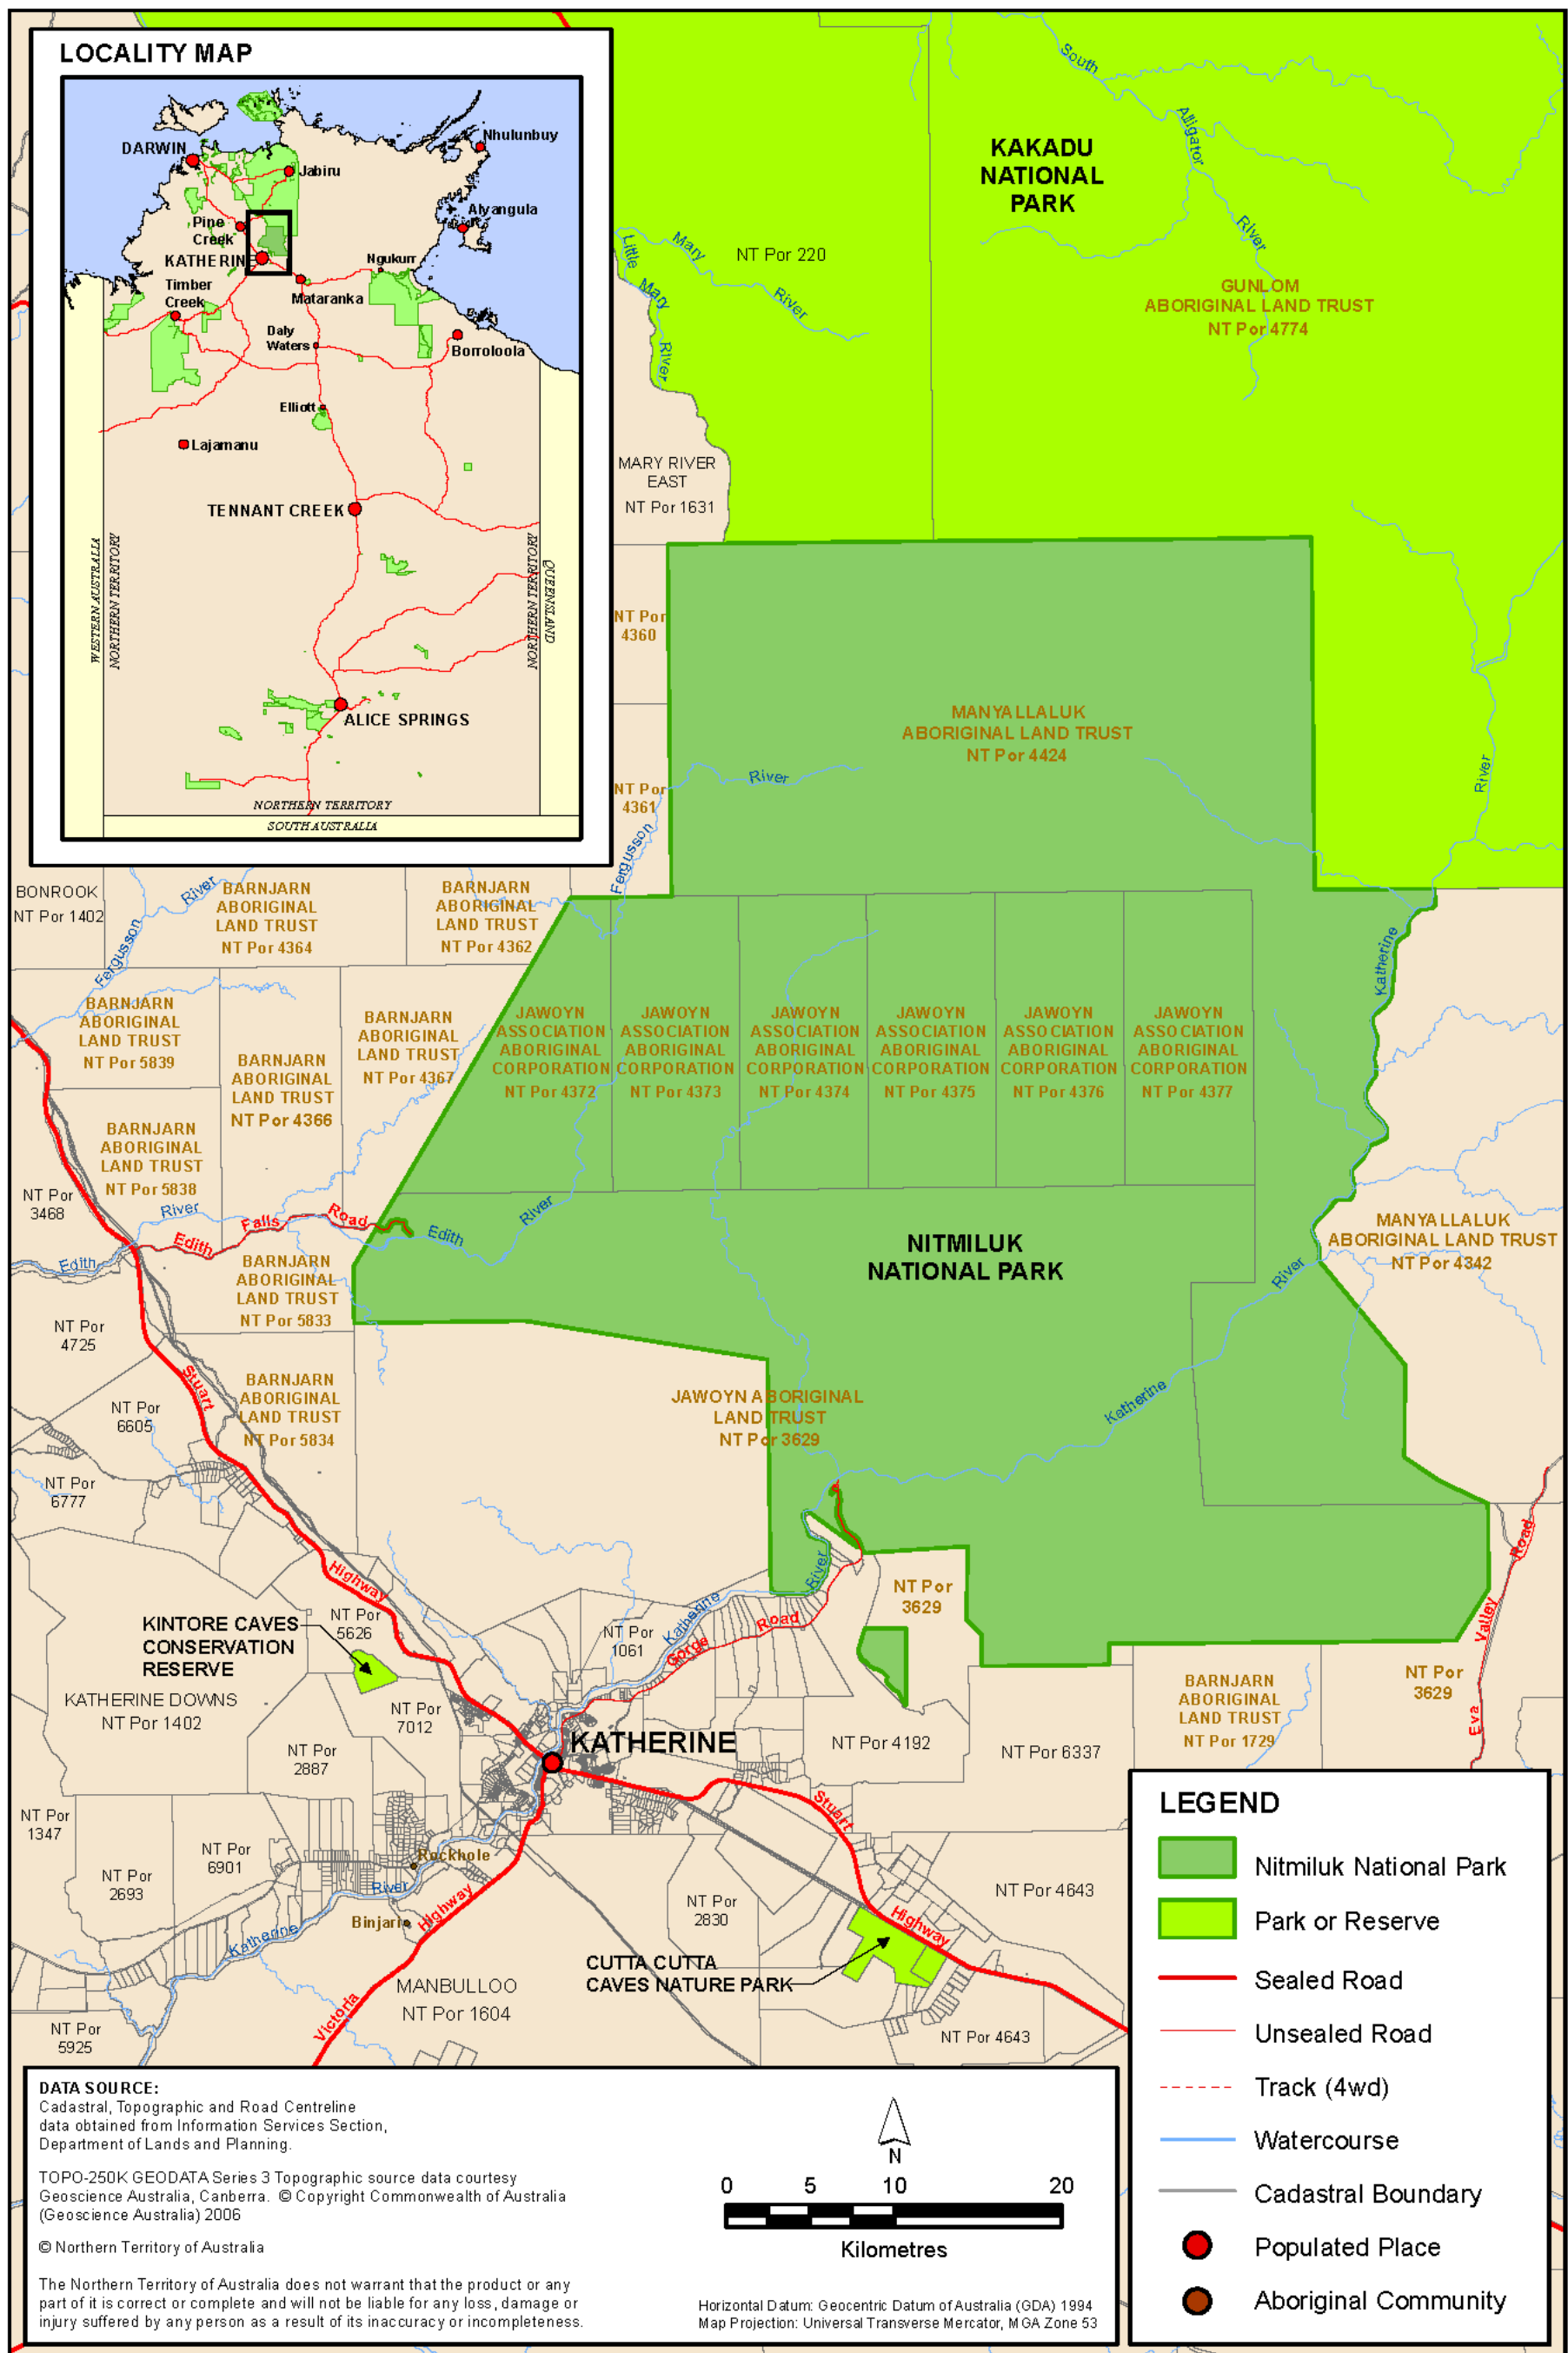 LOCALITY MAP
DARWIN
Nhulunbuy
Jabiru
Alyangula
Pine
Creek
KATHERINE
Ngukurr
Timber
Creek
Mataranka
Daly
Waters
Borroloola
Elliott
Lajamanu
TENNANT CREEK
WESTERN AUSTRALIA
NORTHERN TERRITORY
NORTHERN TERRITORY
QUEENSLAND
ALICE SPRINGS
NORTHERN TERRITORY
SOUTH AUSTRALIA
South
Alligator
River
KAKADU
NATIONAL
PARK
Little
Mary
River
Mary
River
NT Por 220
GUNLOM
ABORIGINAL LAND TRUST
NT Por 4774
MARY RIVER
EAST
NT Por 1631
NT Por
4360
MANYALLALUK
ABORIGINAL LAND TRUST
NT Por 4424
River
River
NT Por
4361
Fergusson
BONROOK
NT Por 1402
River
Fergusson
BARNJARN
ABORIGINAL
LAND TRUST
NT Por 4364
BARNJARN
ABORIGINAL
LAND TRUST
NT Por 4362
Katherine
BARNJARN
ABORIGINAL
LAND TRUST
NT Por 5839
BARNJARN
ABORIGINAL
LAND TRUST
NT Por 4366
BARNJARN
ABORIGINAL
LAND TRUST
NT Por 4367
JAWOYN
ASSOCIATION
ABORIGINAL
CORPORATION
NT Por 4372
JAWOYN
ASSOCIATION
ABORIGINAL
CORPORATION
NT Por 4373
JAWOYN
ASSOCIATION
ABORIGINAL
CORPORATION
NT Por 4374
JAWOYN
ASSOCIATION
ABORIGINAL
CORPORATION
NT Por 4375
JAWOYN
ASSOCIATION
ABORIGINAL
CORPORATION
NT Por 4376
JAWOYN
ASSOCIATION
ABORIGINAL
CORPORATION
NT Por 4377
BARNJARN
ABORIGINAL
LAND TRUST
NT Por 5838
NT Por
3468
River
Edith
Edith Falls Road
Edith
River
NITMILUK
NATIONAL PARK
MANYALLALUK
ABORIGINAL LAND TRUST
NT Por 4342
River
Katherine
BARNJARN
ABORIGINAL
LAND TRUST
NT Por 5833
NT Por
4725
Stuart
BARNJARN
ABORIGINAL
LAND TRUST
NT Por 5834
JAWOYN ABORIGINAL
LAND TRUST
NT Por 3629
NT Por
6605
NT Por
6777
Highway
Road
Valley
Eva
River
Katherine
Gorge
Road
NT Por
3629
NT Por
5626
NT Por
1061
KINTORE CAVES
CONSERVATION
RESERVE
KATHERINE DOWNS
NT Por 1402
NT Por
7012
BARNJARN
ABORIGINAL
LAND TRUST
NT Por 1729
NT Por
3629
KATHERINE
NT Por 4192
NT Por 6337
NT Por
2887
NT Por
1347
NT Por
6901
NT Por
2693
Stuart
Highway
Rockhole
River
Katherine
Binjari
Highway
Victoria
NT Por
2830
NT Por 4643
CUTTA CUTTA
CAVES NATURE PARK
MANBULLOO
NT Por 1604
NT Por
5925
NT Por 4643
LEGEND
Nitmiluk National Park
Park or Reserve
Sealed Road
Unsealed Road
Track (4wd)
Watercourse
Cadastral Boundary
Populated Place
Aboriginal Community
DATA SOURCE:
Cadastral, Topographic and Road Centreline
data obtained from Information Services Section,
Department of Lands and Planning.
TOPO-250K GEODATA Series 3 Topographic source data courtesy
Geoscience Australia, Canberra. © Copyright Commonwealth of Australia
(Geoscience Australia) 2006
© Northern Territory of Australia
The Northern Territory of Australia does not warrant that the product or any
part of it is correct or complete and will not be liable for any loss, damage or
injury suffered by any person as a result of its inaccuracy or incompleteness.
N
0 5 10 20
Kilometres
Horizontal Datum: Geocentric Datum of Australia (GDA) 1994
Map Projection: Universal Transverse Mercator, MGA Zone 53